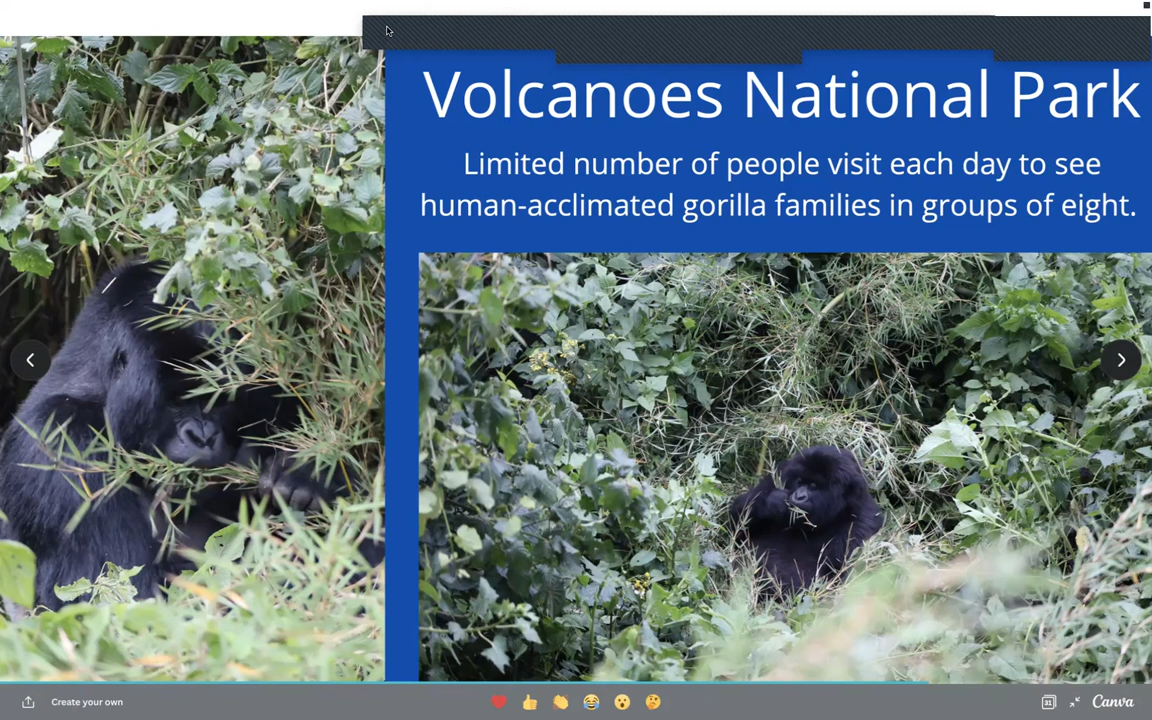 Volcanoes National Park
Limited number of people visit each day to see
human-acclimated gorilla families in groups of eight.
Create your own
31
Canva